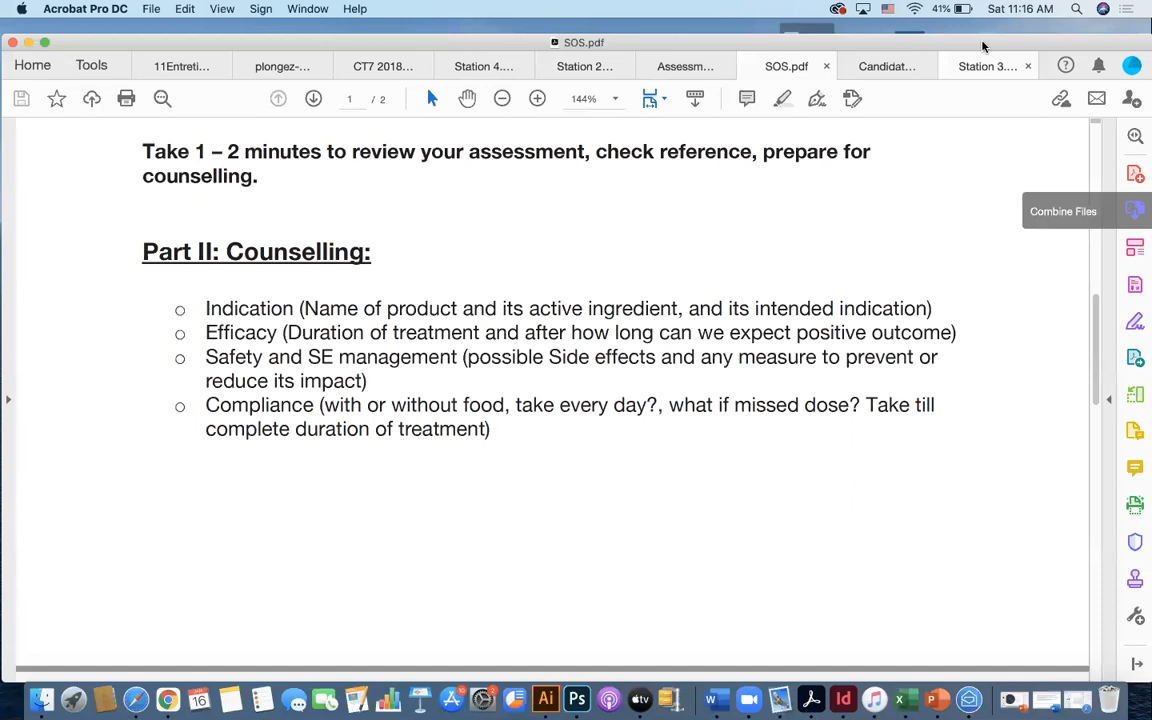 Acrobat Pro DC File Edit View Sign Window Help 41% Sat 11:16 AM
SOS.pdf
Home Tools 11Entreti... plongez-... CT7 2018... Station 4.... Station 2... Assessm... SOS.pdf × Candidat... Station 3.... ×
1 / 2 144%
Take 1 – 2 minutes to review your assessment, check reference, prepare for
counselling.
Combine Files
Part II: Counselling:
○ Indication (Name of product and its active ingredient, and its intended indication)
○ Efficacy (Duration of treatment and after how long can we expect positive outcome)
○ Safety and SE management (possible Side effects and any measure to prevent or
reduce its impact)
○ Compliance (with or without food, take every day?, what if missed dose? Take till
complete duration of treatment)